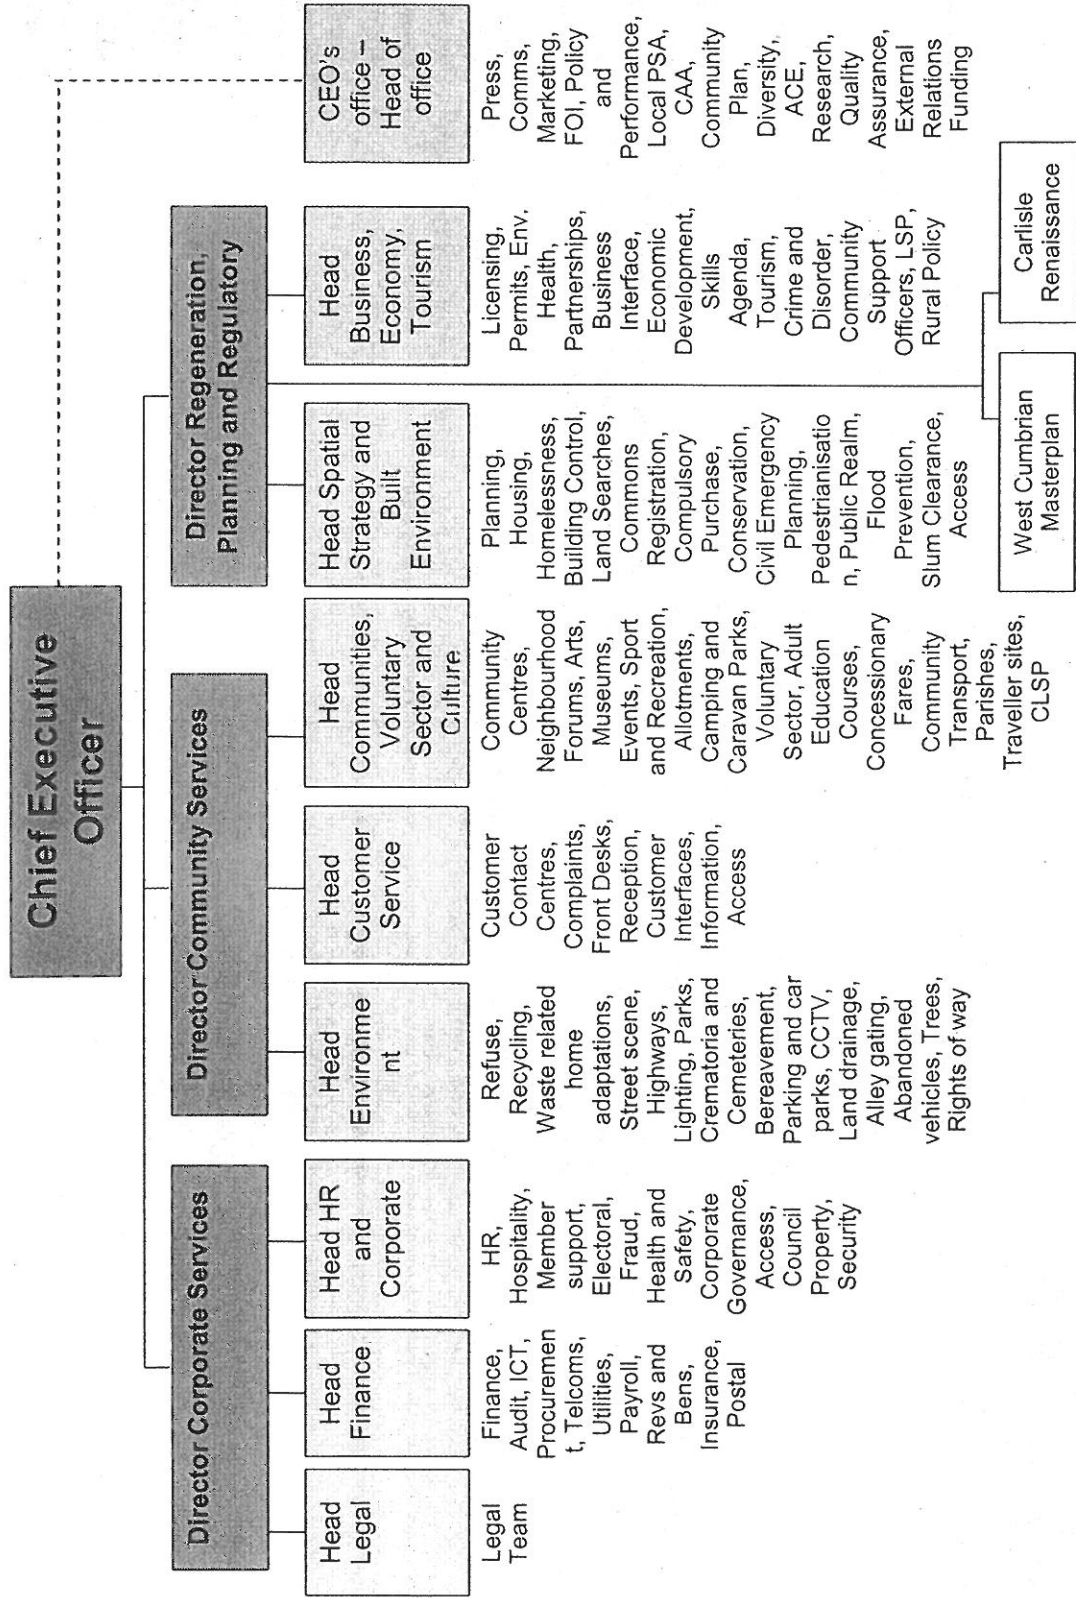 Chief Executive
Officer
Director Corporate Services
Director Community Services
Director Regeneration,
Planning and Regulatory
Head
Legal
Head
Finance
Head HR
and
Corporate
Head
Environme
nt
Head
Customer
Service
Head
Communities,
Voluntary
Sector and
Culture
Head Spatial
Strategy and
Built
Environment
Head
Business,
Economy,
Tourism
CEO's
office –
Head of
office
Legal
Team
Finance,
Audit, ICT,
Procuremen
t, Telcoms,
Utilities,
Payroll,
Revs and
Bens,
Insurance,
Postal
HR,
Hospitality,
Member
support,
Electoral,
Fraud,
Health and
Safety,
Corporate
Governance,
Access,
Council
Property,
Security
Refuse,
Recycling,
Waste related
home
adaptations,
Street scene,
Highways,
Lighting, Parks,
Crematoria and
Cemeteries,
Bereavement,
Parking and car
parks, CCTV,
Land drainage,
Alley gating,
Abandoned
vehicles, Trees,
Rights of way
Customer
Contact
Centres,
Complaints,
Front Desks,
Reception,
Customer
Interfaces,
Information,
Access
Community
Centres,
Neighbourhood
Forums, Arts,
Museums,
Events, Sport
and Recreation,
Allotments,
Camping and
Caravan Parks,
Voluntary
Sector, Adult
Education
Courses,
Concessionary
Fares,
Community
Transport,
Parishes,
Traveller sites,
CLSP
Planning,
Housing,
Homelessness,
Building Control,
Land Searches,
Commons
Registration,
Compulsory
Purchase,
Conservation,
Civil Emergency
Planning,
Pedestrianisatio
n, Public Realm,
Flood
Prevention,
Slum Clearance,
Access
Licensing,
Permits, Env.
Health,
Partnerships,
Business
Interface,
Economic
Development,
Skills
Agenda,
Tourism,
Crime and
Disorder,
Community
Support
Officers, LSP,
Rural Policy
Press,
Comms,
Marketing,
FOI, Policy
and
Performance,
Local PSA,
CAA,
Community
Plan,
Diversity,
ACE,
Research,
Quality
Assurance,
External
Relations
Funding
West Cumbrian
Masterplan
Carlisle
Renaissance